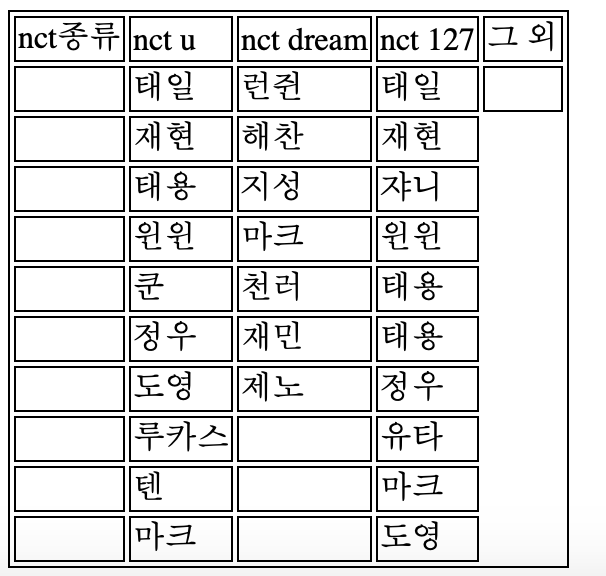 nct종류 nct u nct dream nct 127 그 외
태일 런쥔 태일
재현 해찬 재현
태용 지성 쟈니
윈윈 마크 윈윈
쿤 천러 태용
정우 재민 태용
도영 제노 정우
루카스 유타
텐 마크
마크 도영